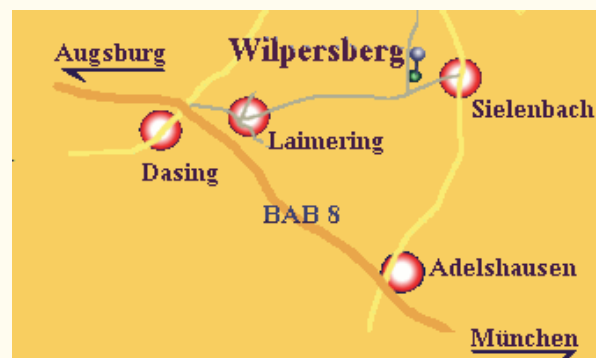 Augsburg
Wilpersberg
Sielenbach
Laimering
Dasing
BAB 8
Adelshausen
München